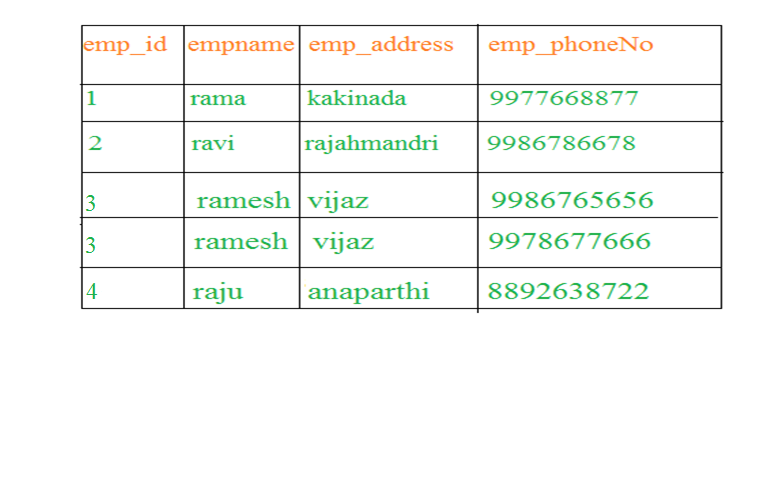 emp_id empname emp_address emp_phoneNo
1 rama kakinada 9977668877
2 ravi rajahmandri 9986786678
3 ramesh vijaz 9986765656
3 ramesh vijaz 9978677666
4 raju anaparthi 8892638722